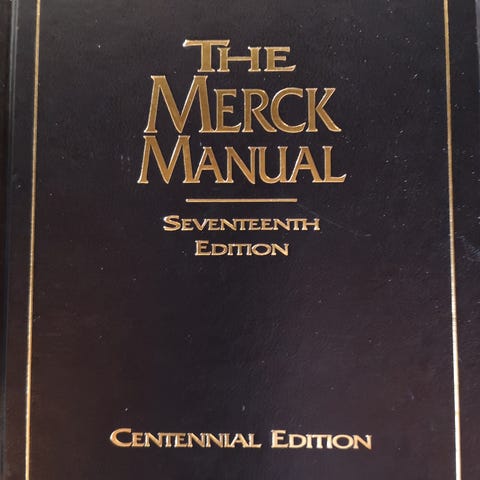 THE
MERCK
MANUAL
SEVENTEENTH
EDITION
CENTENNIAL EDITION